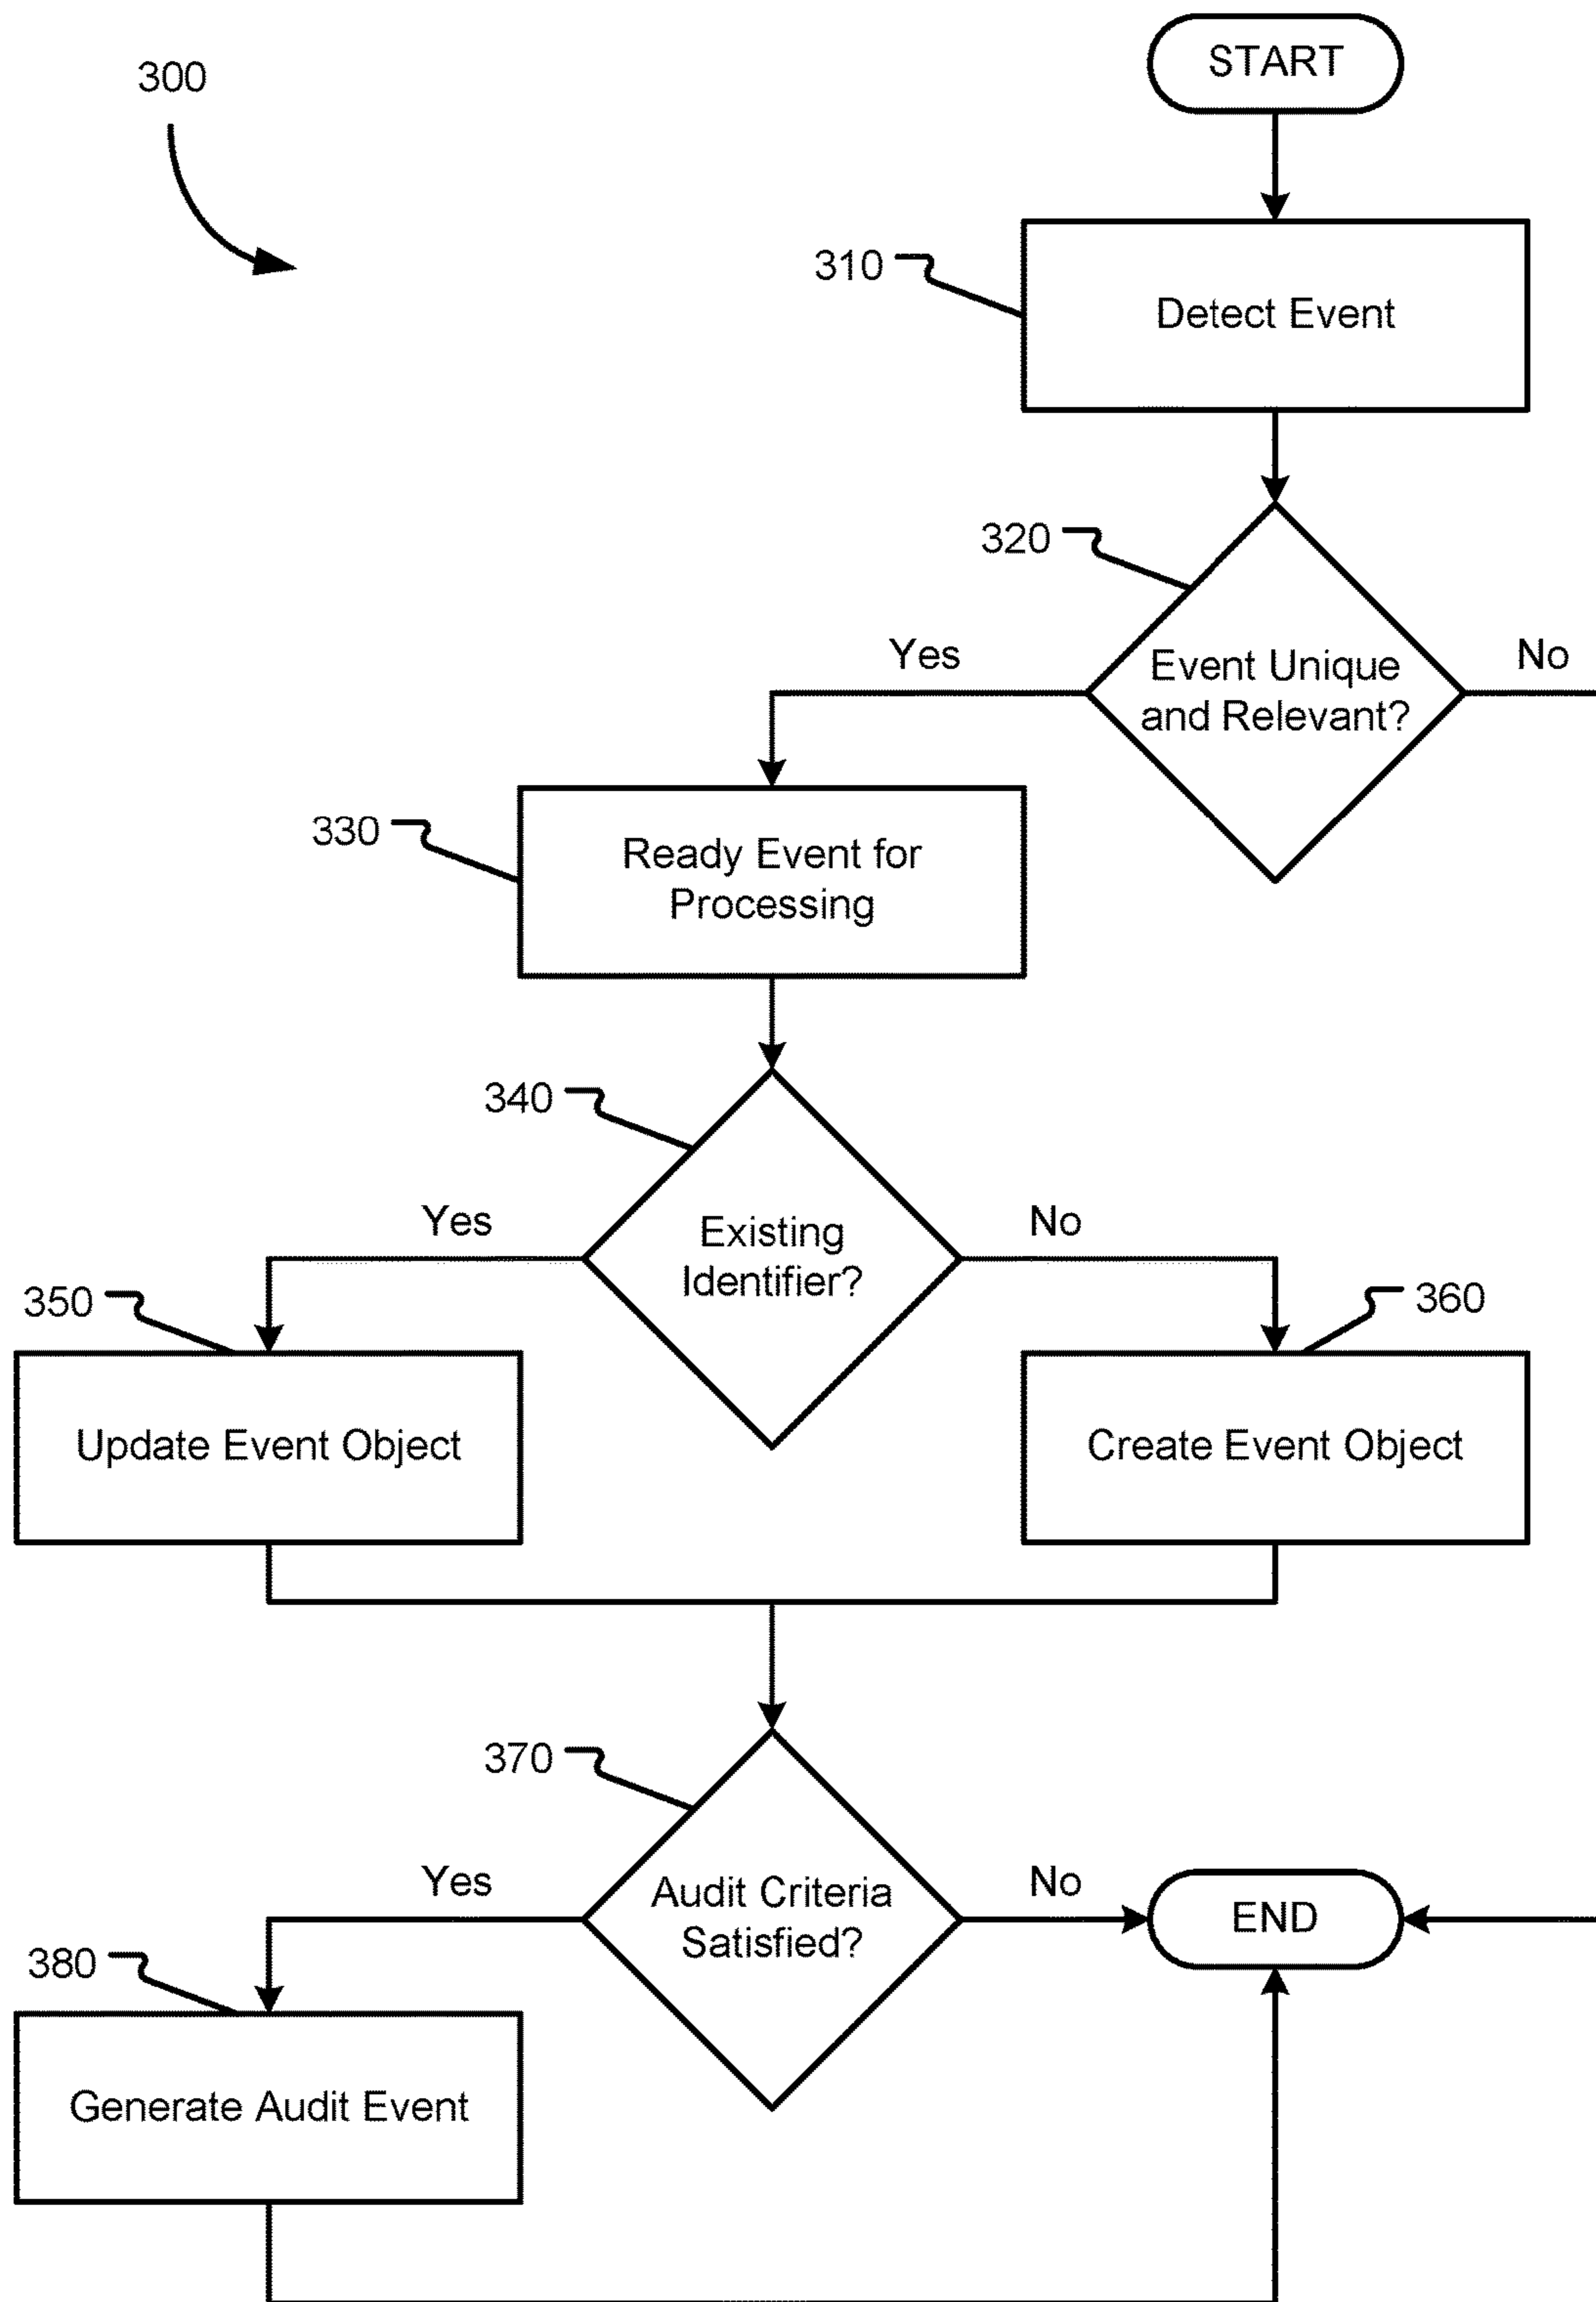 START
300
310
Detect Event
320
Yes
Event Unique
and Relevant?
No
330
Ready Event for
Processing
340
Yes
Existing
Identifier?
No
350
360
Update Event Object
Create Event Object
370
Yes
Audit Criteria
Satisfied?
No
END
380
Generate Audit Event